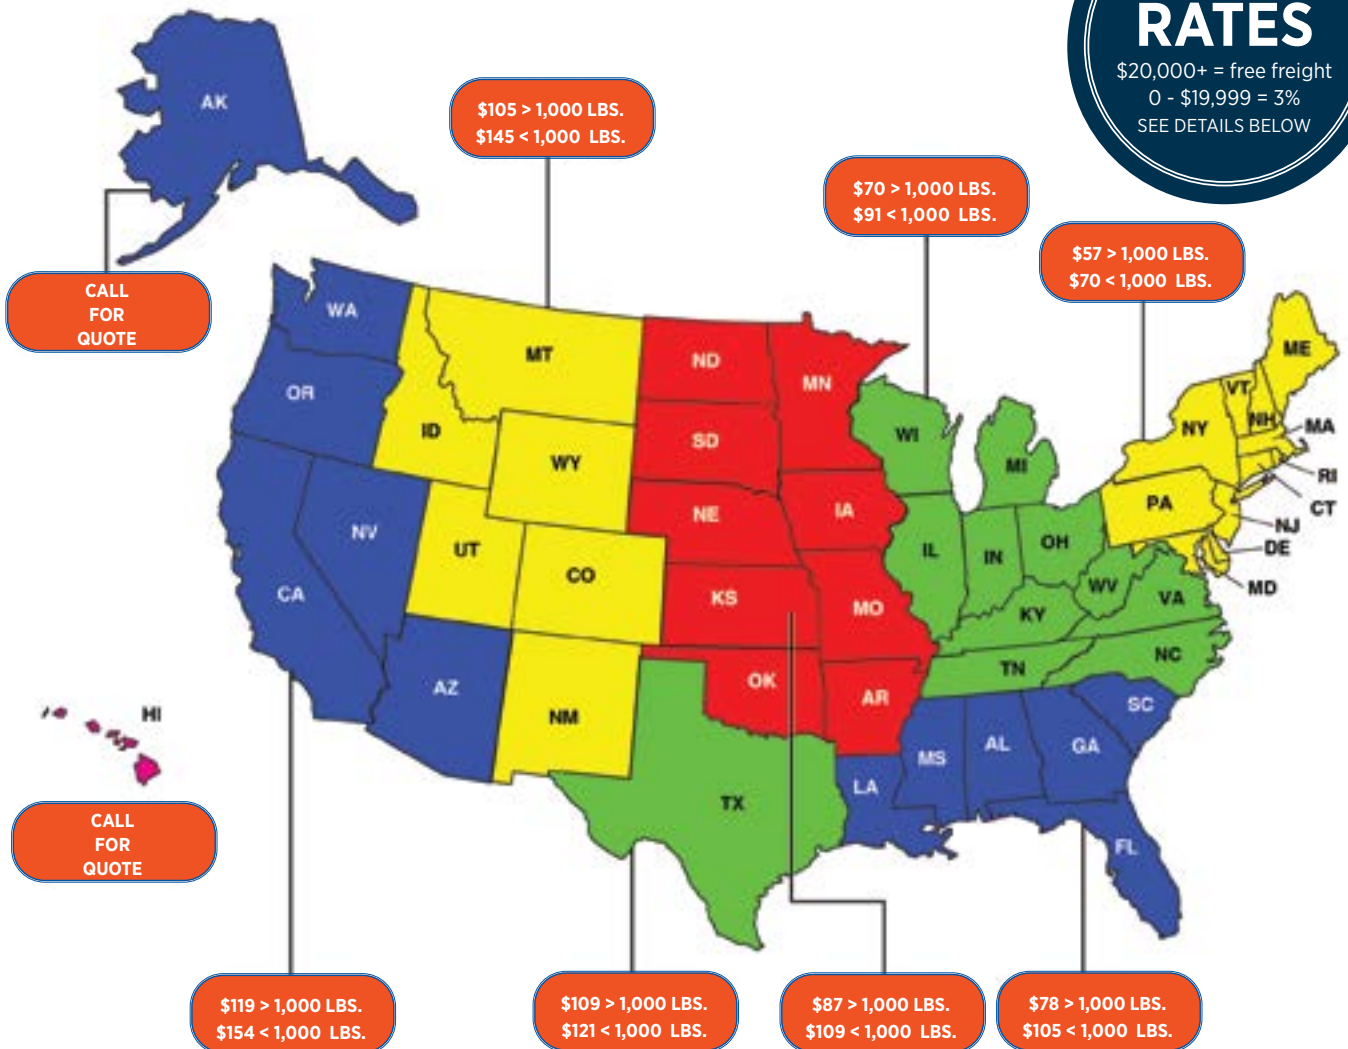 RATES
$20,000+ = free freight
0 - $19,999 = 3%
SEE DETAILS BELOW
AK
$105 > 1,000 LBS.
$145 < 1,000 LBS.
$70 > 1,000 LBS.
$91 < 1,000 LBS.
$57 > 1,000 LBS.
$70 < 1,000 LBS.
CALL
FOR
QUOTE
WA
OR
MT
ID
WY
ND
MN
SD
NE
IA
WI
MI
NY
VT
NH
ME
MA
RI
CT
NJ
DE
MD
PA
NV
UT
CO
CA
KS
MO
IL
IN
OH
WV
VA
KY
NC
TN
AZ
NM
OK
AR
SC
MS
AL
GA
LA
TX
FL
HI
CALL
FOR
QUOTE
$119 > 1,000 LBS.
$154 < 1,000 LBS.
$109 > 1,000 LBS.
$121 < 1,000 LBS.
$87 > 1,000 LBS.
$109 < 1,000 LBS.
$78 > 1,000 LBS.
$105 < 1,000 LBS.